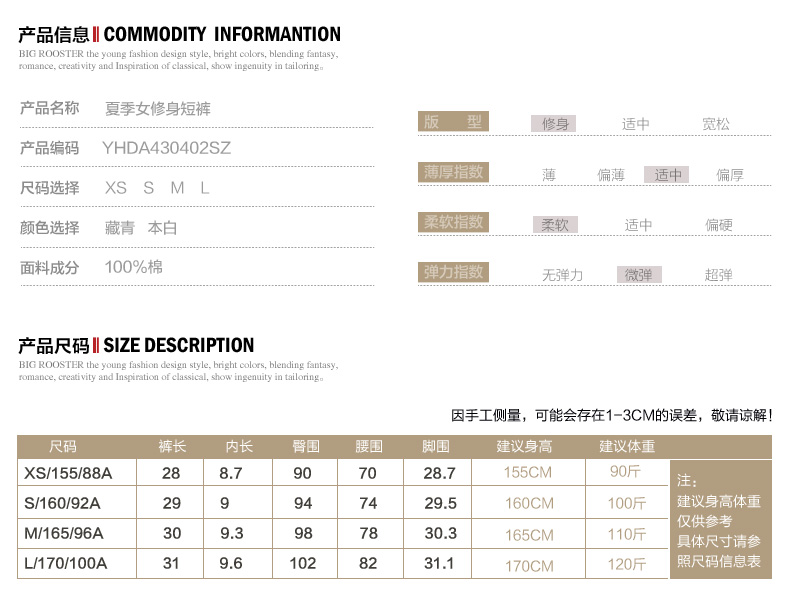 产品信息 COMMODITY INFORMANTION
BIG ROOSTER the young fashion design style, bright colors, blending fantasy,
romance, creativity and Inspiration of classical, show ingenuity in tailoring。
产品名称 夏季女修身短裤
产品编码 YHDA430402SZ
尺码选择 XS S M L
颜色选择 藏青 本白
面料成分 100%棉
版 型 修身 适中 宽松
薄厚指数 薄 偏薄 适中 偏厚
柔软指数 柔软 适中 偏硬
弹力指数 无弹力 微弹 超弹
产品尺码 SIZE DESCRIPTION
BIG ROOSTER the young fashion design style, bright colors, blending fantasy,
romance, creativity and Inspiration of classical, show ingenuity in tailoring。
因手工侧量，可能会存在1-3CM的误差，敬请谅解！
尺码 裤长 内长 臀围 腰围 脚围 建议身高 建议体重
XS/155/88A 28 8.7 90 70 28.7 155CM 90斤
S/160/92A 29 9 94 74 29.5 160CM 100斤
M/165/96A 30 9.3 98 78 30.3 165CM 110斤
L/170/100A 31 9.6 102 82 31.1 170CM 120斤
注：
建议身高体重
仅供参考
具体尺寸请参
照尺码信息表